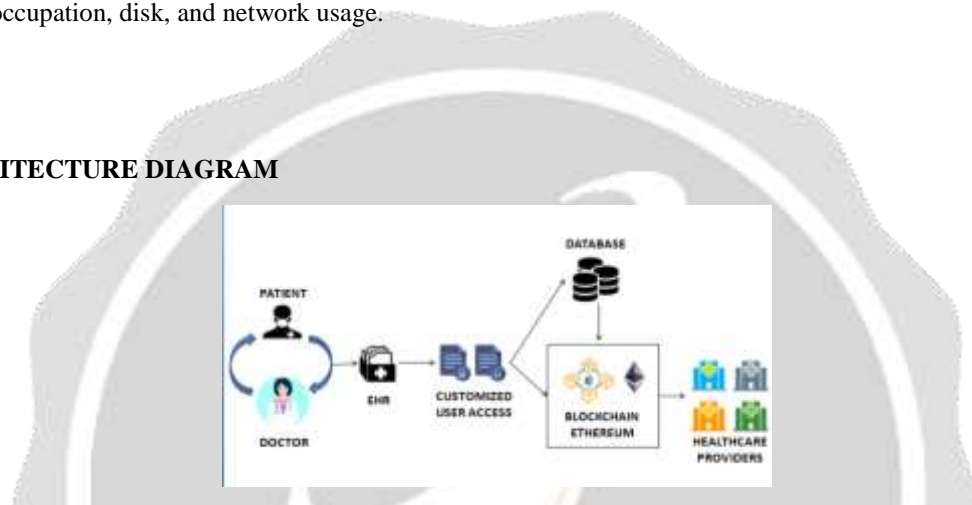 occupation, disk, and network usage.
ITECTURE DIAGRAM
DATABASE
PATIENT
EHR
CUSTOMIZED
USER ACCESS
BLOCKCHAIN
ETHEREUM
DOCTOR
HEALTHCARE
PROVIDERS